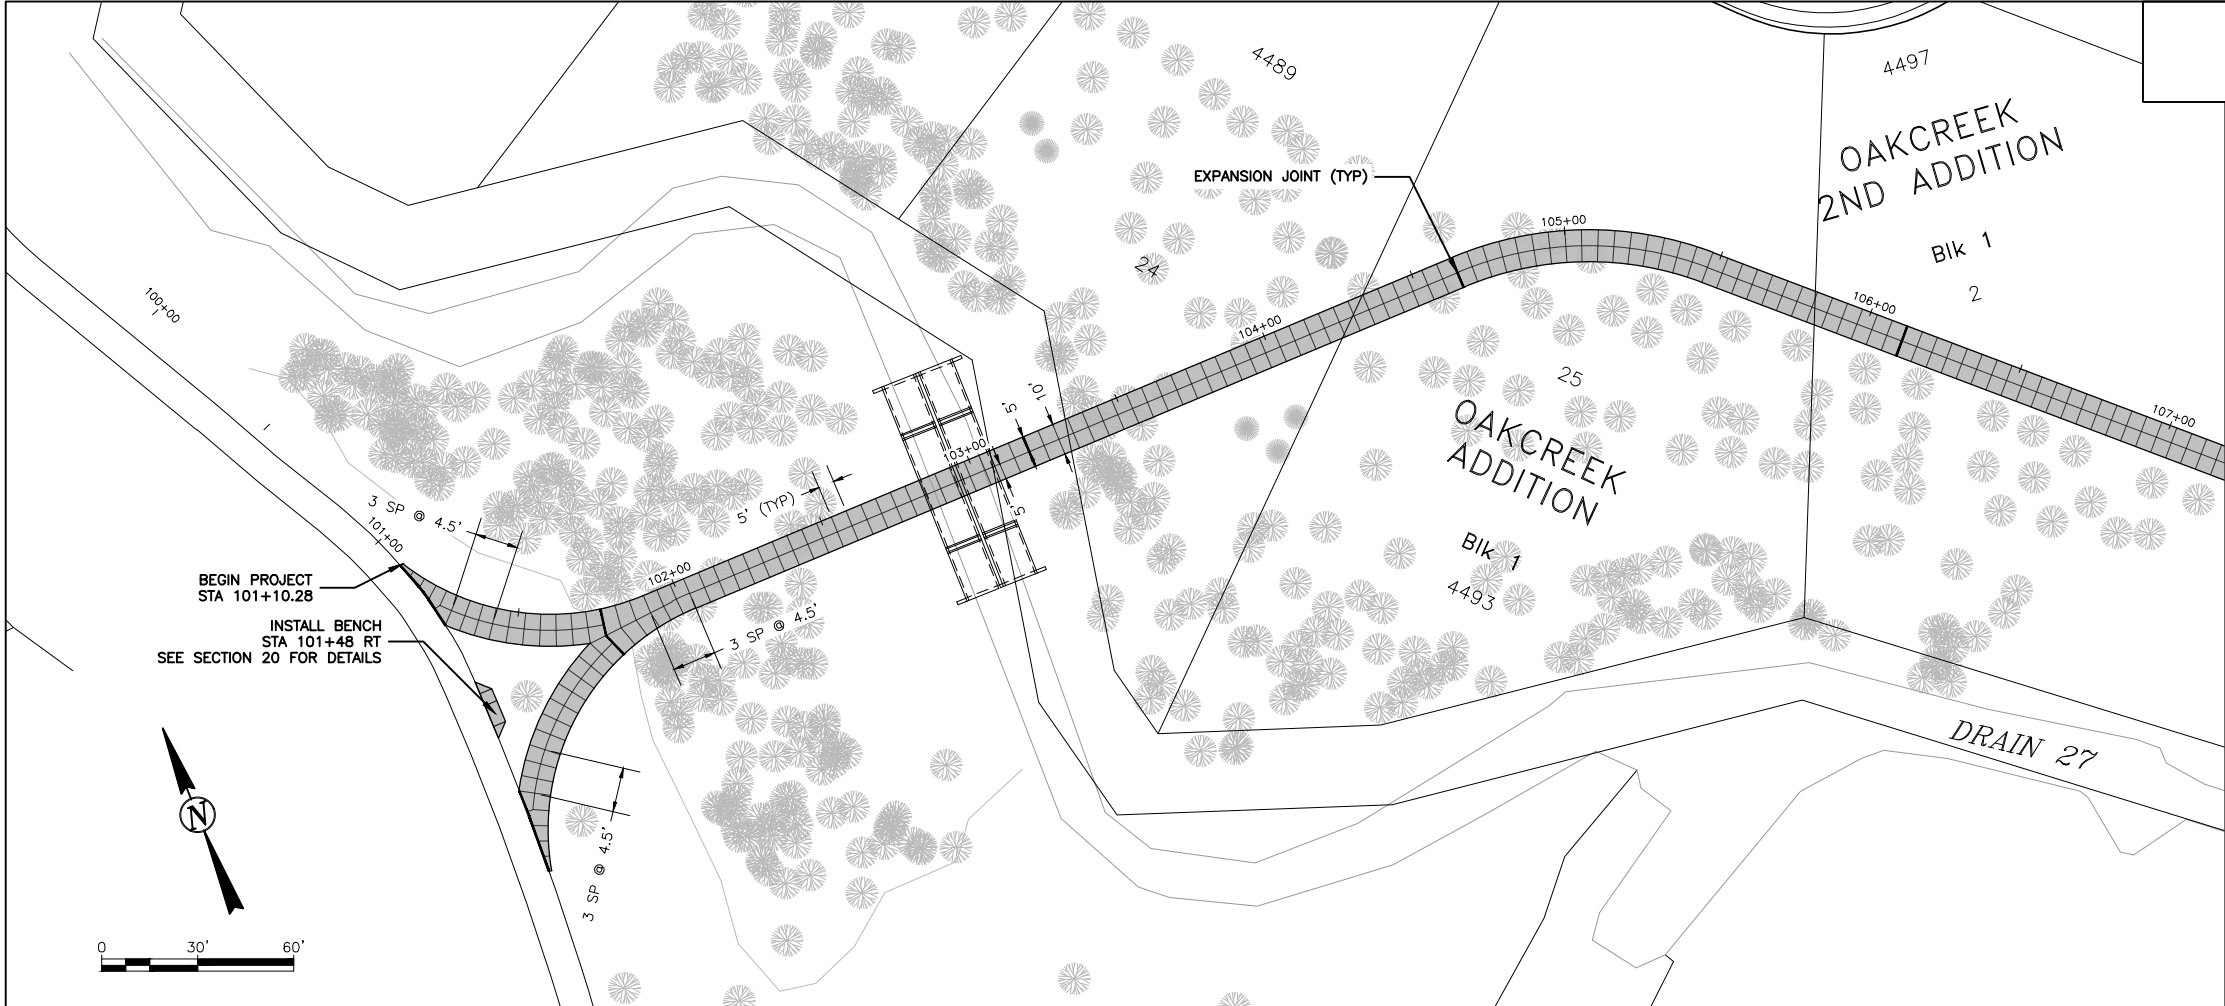 4489
4497
OAKCREEK
2ND ADDITION
Blk 1
2
EXPANSION JOINT (TYP)
105+00
24
100+00
106+00
104+00
25
10'
5'
107+00
OAKCREEK
ADDITION
103+00
3 SP @ 4.5'
5' (TYP)
5'
101+00
Blk 1
BEGIN PROJECT
STA 101+10.28
102+00
4493
3 SP @ 4.5'
INSTALL BENCH
STA 101+48 RT
SEE SECTION 20 FOR DETAILS
DRAIN 27
N
3 SP @ 4.5'
0 30' 60'